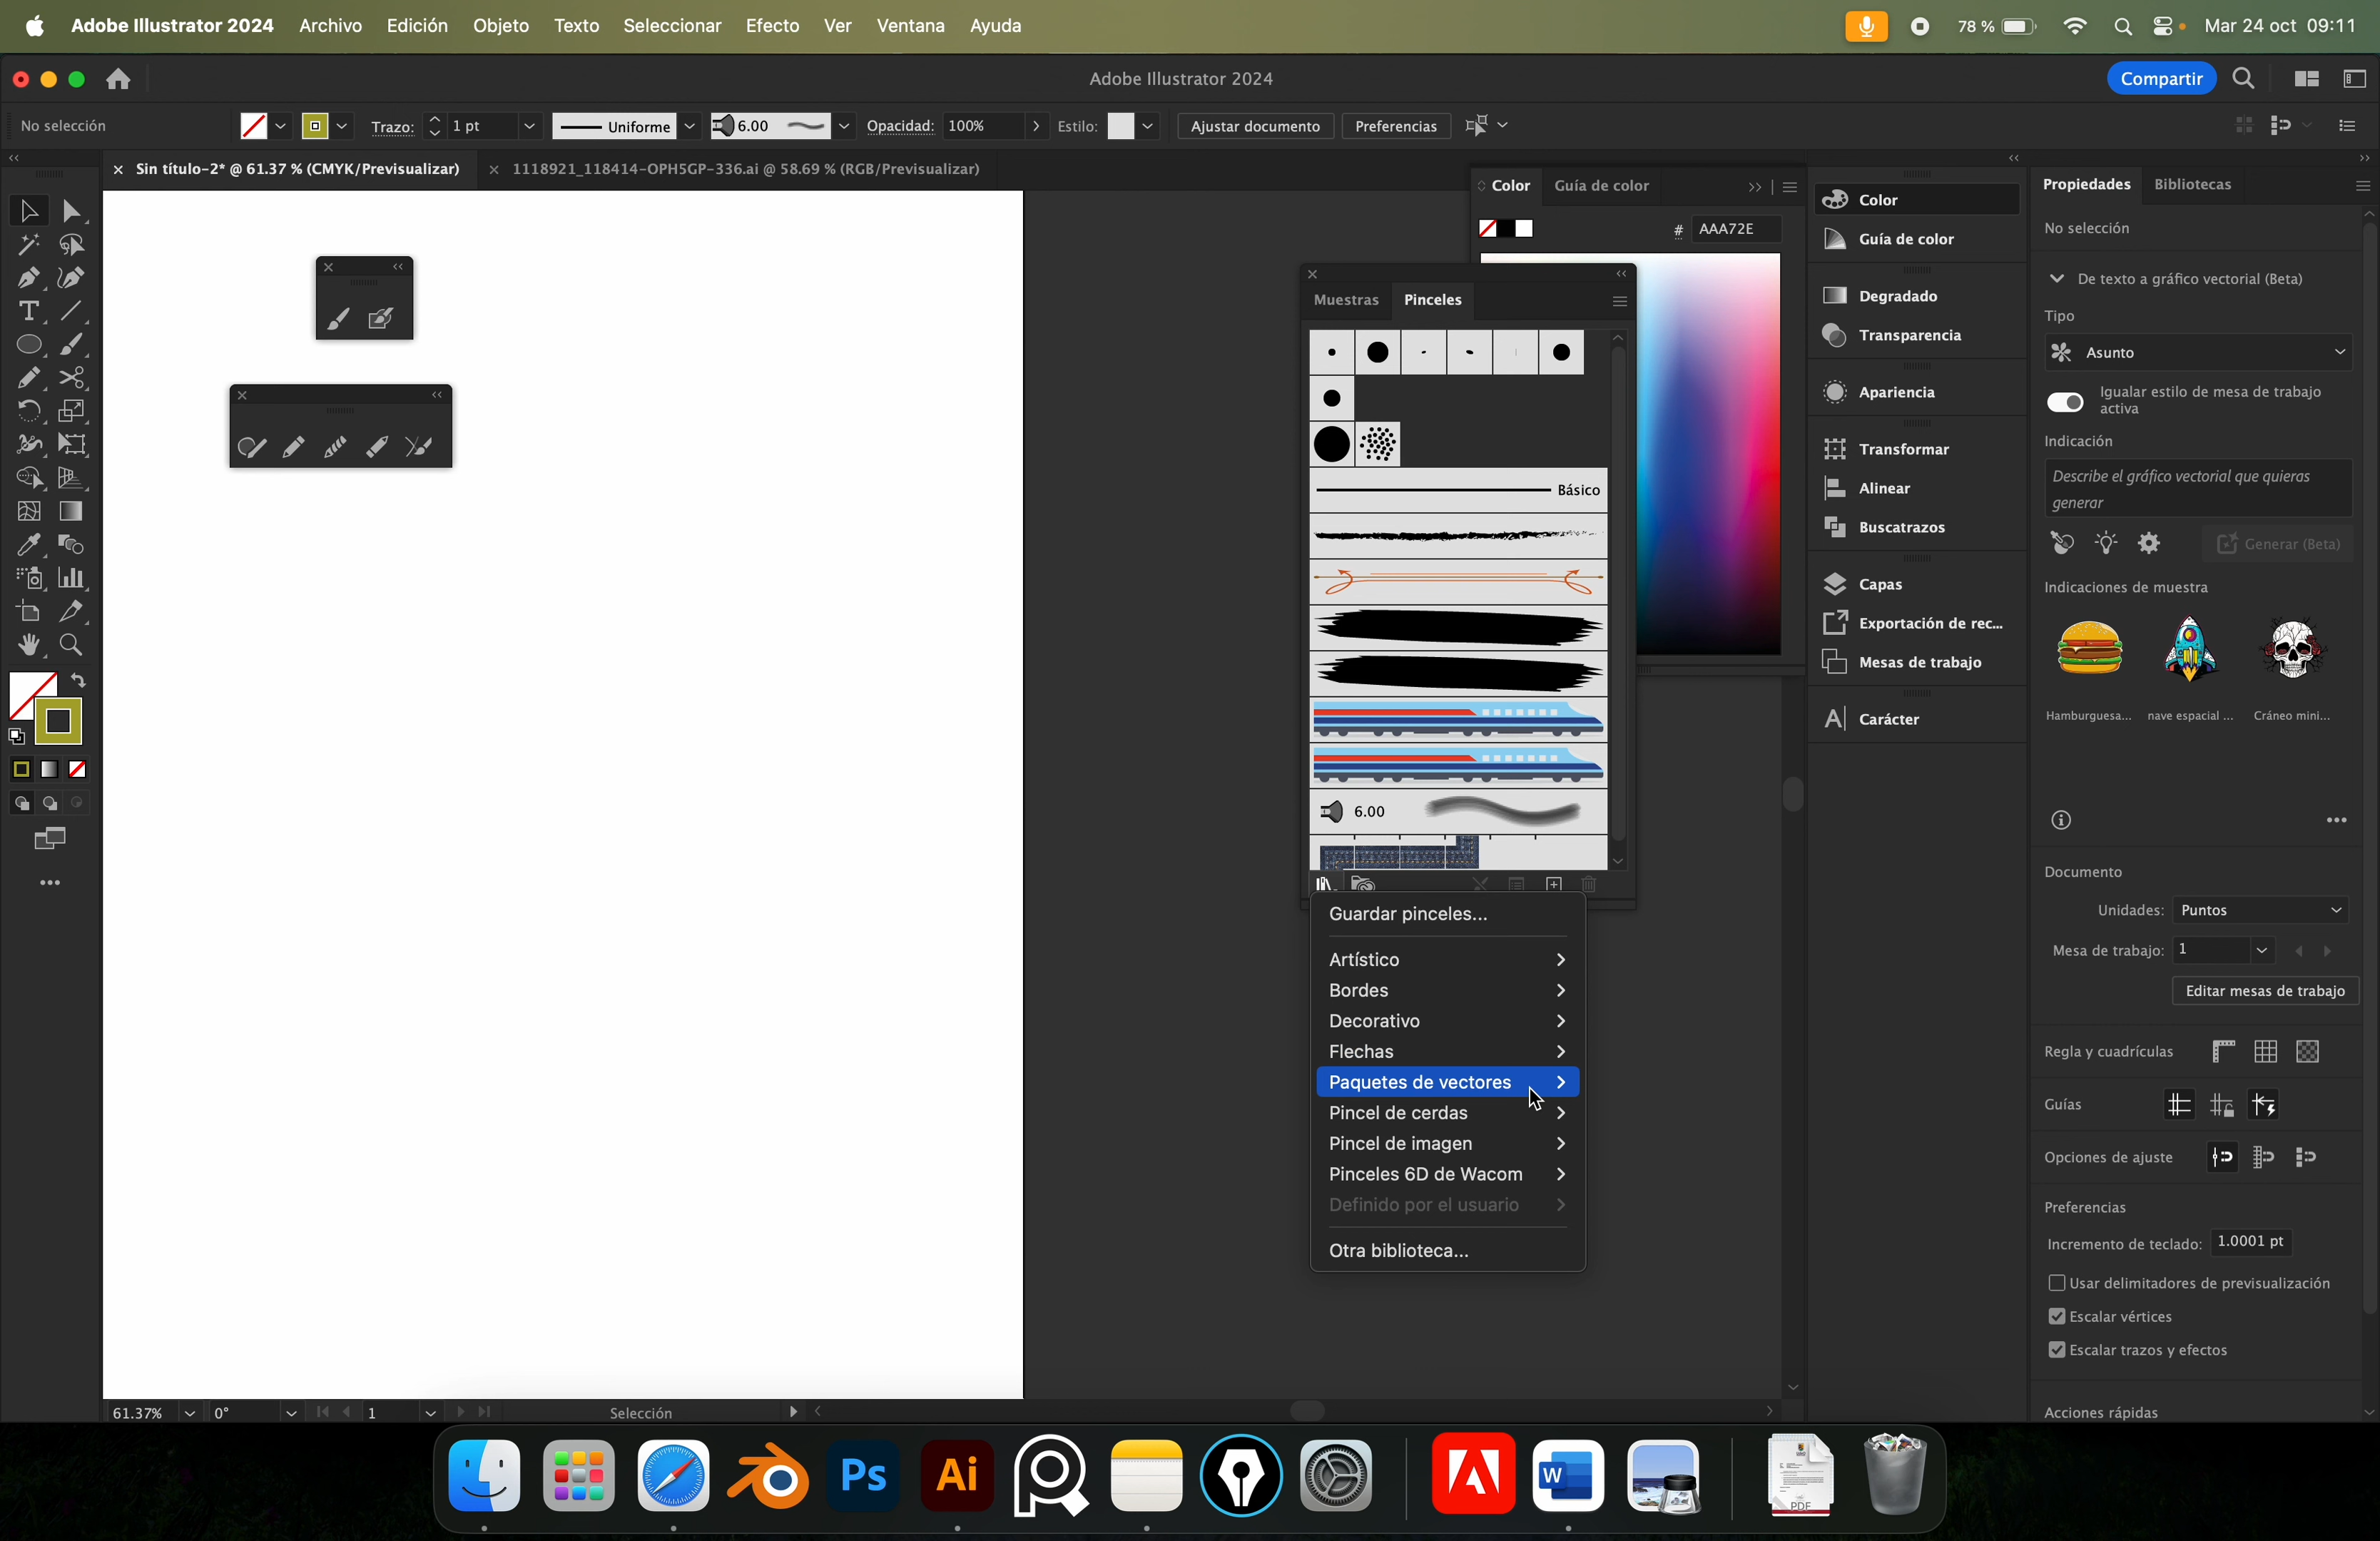 Adobe Illustrator 2024 Archivo Edición Objeto Texto Seleccionar Efecto Ver Ventana Ayuda 78 % Mar 24 oct 09:11
Adobe Illustrator 2024 Compartir
No selección Trazo: 1 pt Uniforme 6.00 Opacidad: 100% Estilo: Ajustar documento Preferencias
Sin título-2* @ 61.37 % (CMYK/Previsualizar) 1118921_118414-OPH5GP-336.ai @ 58.69 % (RGB/Previsualizar)
Color Guía de color
# AAA72E
Muestras Pinceles
Básico
6.00
Guardar pinceles...
Artístico
Bordes
Decorativo
Flechas
Paquetes de vectores
Pincel de cerdas
Pincel de imagen
Pinceles 6D de Wacom
Definido por el usuario
Otra biblioteca...
Color
Guía de color
Degradado
Transparencia
Apariencia
Transformar
Alinear
Buscatrazos
Capas
Exportación de rec...
Mesas de trabajo
Carácter
Propiedades Bibliotecas
No selección
De texto a gráfico vectorial (Beta)
Tipo
Asunto
Igualar estilo de mesa de trabajo
activa
Indicación
Describe el gráfico vectorial que quieras
generar
Generar (Beta)
Indicaciones de muestra
Hamburguesa... nave espacial ... Cráneo mini...
Documento
Unidades: Puntos
Mesa de trabajo: 1
Editar mesas de trabajo
Regla y cuadrículas
Guías
Opciones de ajuste
Preferencias
Incremento de teclado: 1.0001 pt
Usar delimitadores de previsualización
Escalar vértices
Escalar trazos y efectos
Acciones rápidas
61.37% 0° 1 Selección
Ps Ai W PDF